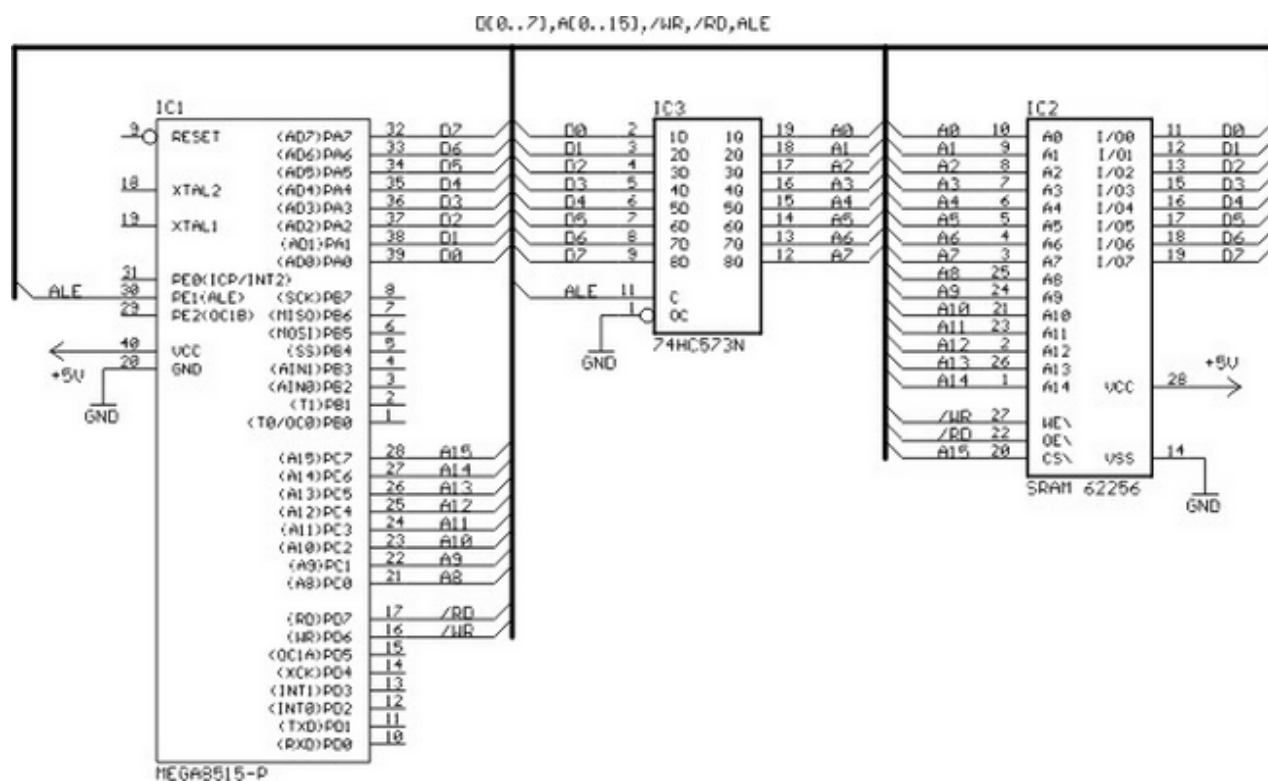 D[0..7],A[0..15],/WR,/RD,ALE
IC1
9 RESET (AD7)PA7 32 D7
(AD6)PA6 33 D6
(AD5)PA5 34 D5
18 XTAL2 (AD4)PA4 35 D4
(AD3)PA3 36 D3
19 XTAL1 (AD2)PA2 37 D2
(AD1)PA1 38 D1
(AD0)PA0 39 D0
31 PE0(ICP/INT2)
ALE 30 PE1(ALE) (SCK)PB7 8
29 PE2(OC1B) (MISO)PB6 7
(MOSI)PB5 6
40 VCC (SS)PB4 5
+5V
20 GND (AIN1)PB3 4
GND
(AIN0)PB2 3
(T1)PB1 2
(T0/OC0)PB0 1
(A15)PC7 28 A15
(A14)PC6 27 A14
(A13)PC5 26 A13
(A12)PC4 25 A12
(A11)PC3 24 A11
(A10)PC2 23 A10
(A9)PC1 22 A9
(A8)PC0 21 A8
(RD)PD7 17 /RD
(WR)PD6 16 /WR
(OC1A)PD5 15
(XCK)PD4 14
(INT1)PD3 13
(INT0)PD2 12
(TXD)PD1 11
(RXD)PD0 10
MEGA8515-P
IC3
D0 2 1D 1Q 19 A0
D1 3 2D 2Q 18 A1
D2 4 3D 3Q 17 A2
D3 5 4D 4Q 16 A3
D4 6 5D 5Q 15 A4
D5 7 6D 6Q 14 A5
D6 8 7D 7Q 13 A6
D7 9 8D 8Q 12 A7
ALE 11 C
1 OC
GND
74HC573N
IC2
A0 10 A0 I/O0 11 D0
A1 9 A1 I/O1 12 D1
A2 8 A2 I/O2 13 D2
A3 7 A3 I/O3 15 D3
A4 6 A4 I/O4 16 D4
A5 5 A5 I/O5 17 D5
A6 4 A6 I/O6 18 D6
A7 3 A7 I/O7 19 D7
A8 25 A8
A9 24 A9
A10 21 A10
A11 23 A11
A12 2 A12
A13 26 A13
A14 1 A14 VCC 28 +5V
/WR 27 WE\
/RD 22 OE\
A15 20 CS\ VSS 14
GND
SRAM 62256